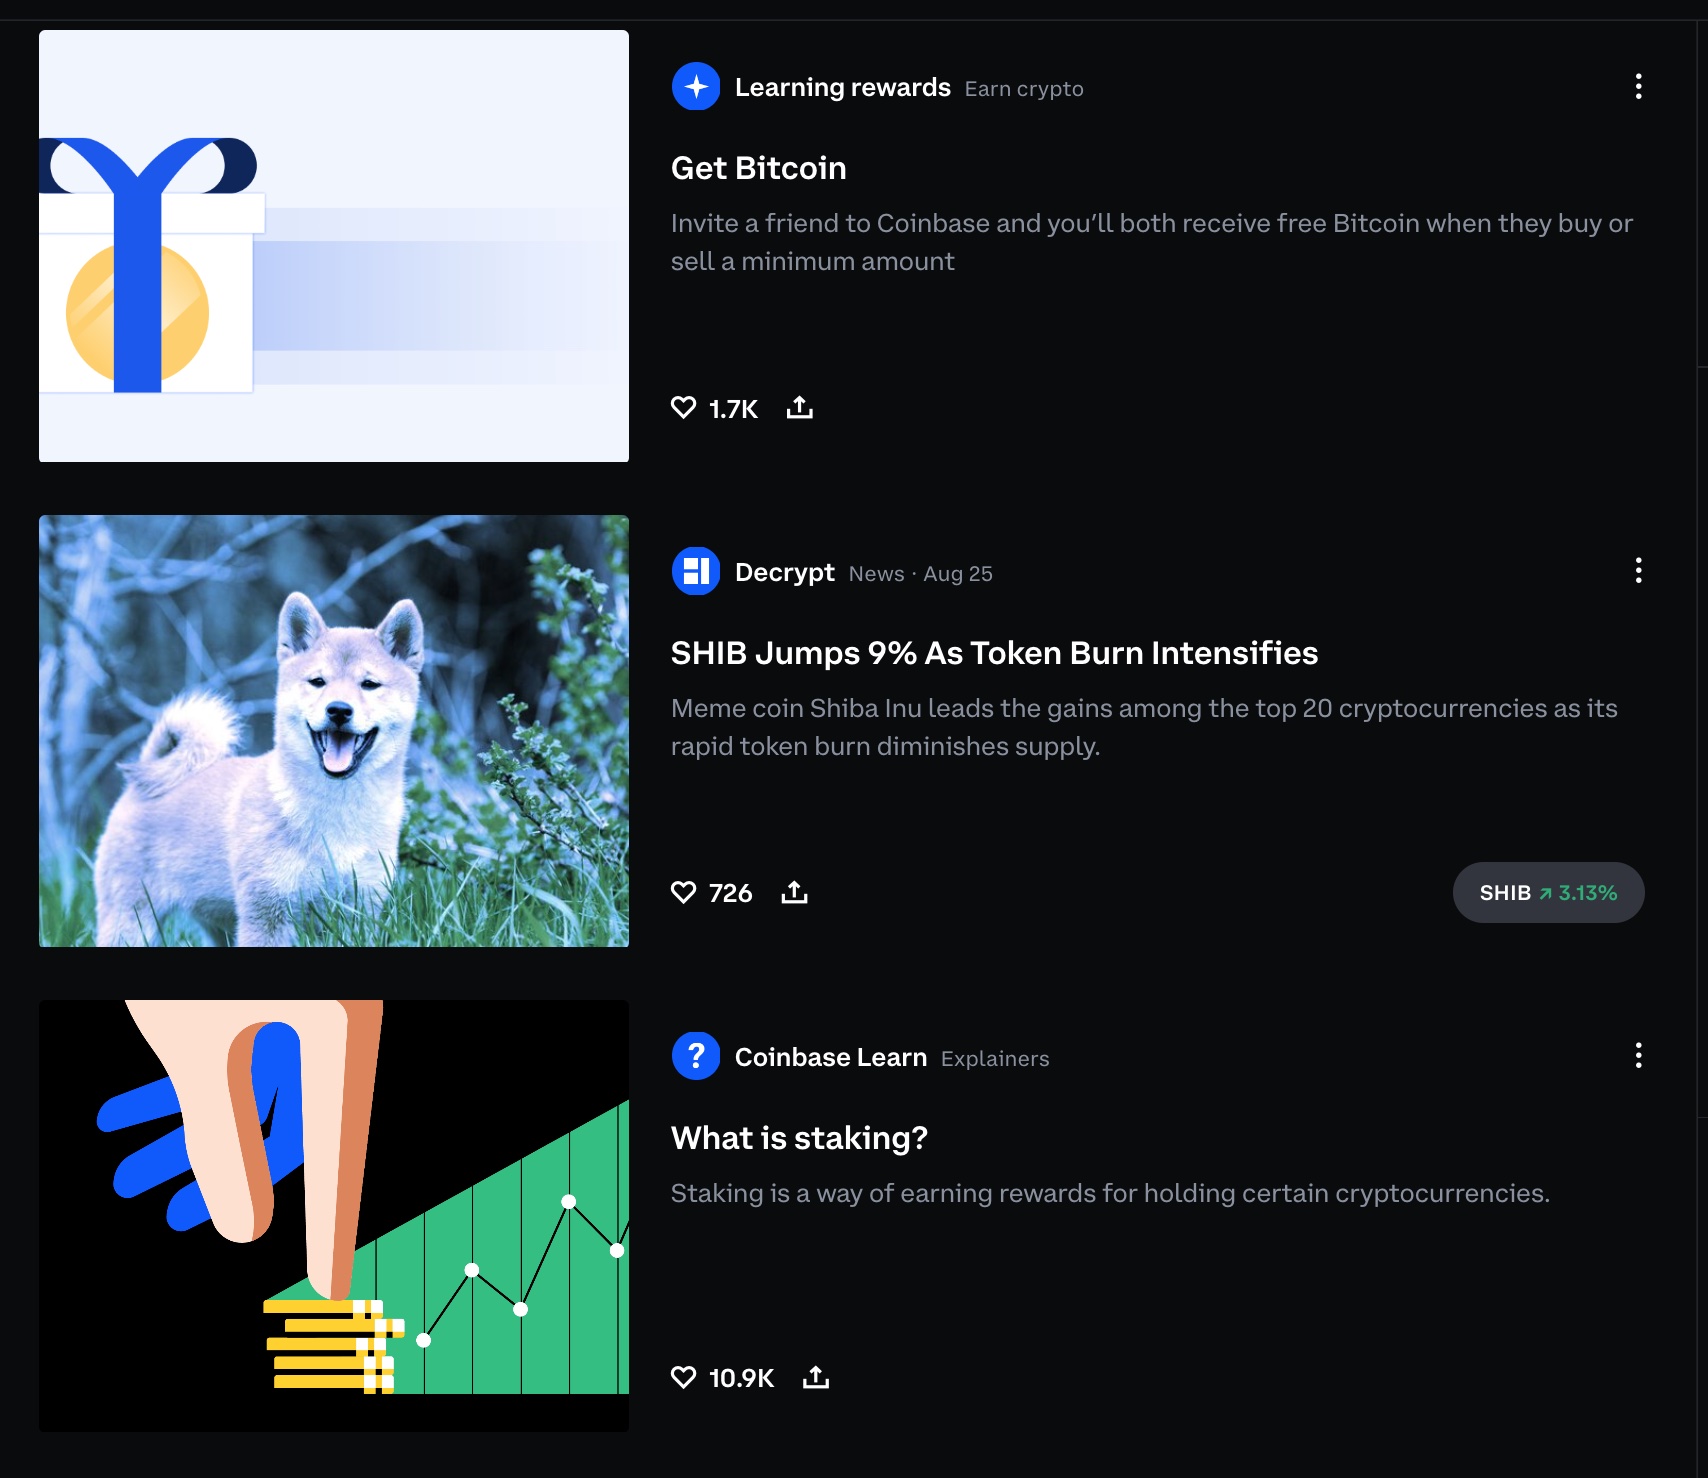 Learning rewards Earn crypto
Get Bitcoin
Invite a friend to Coinbase and you’ll both receive free Bitcoin when they buy or
sell a minimum amount
1.7K
Decrypt News · Aug 25
SHIB Jumps 9% As Token Burn Intensifies
Meme coin Shiba Inu leads the gains among the top 20 cryptocurrencies as its
rapid token burn diminishes supply.
726
SHIB ↗ 3.13%
? Coinbase Learn Explainers
What is staking?
Staking is a way of earning rewards for holding certain cryptocurrencies.
10.9K